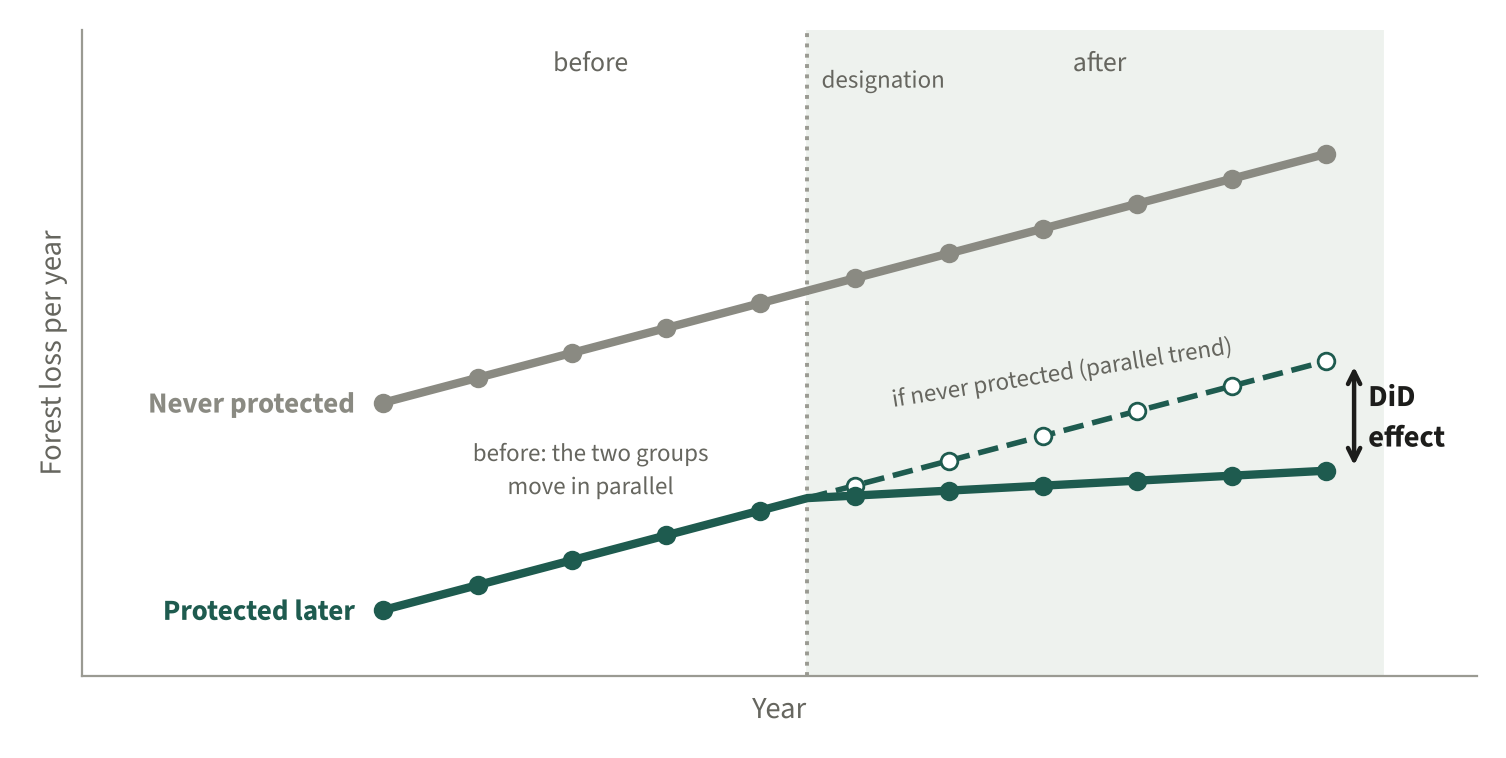 before
after
designation
Forest loss per year
if never protected (parallel trend)
DiD
effect
Never protected
before: the two groups
move in parallel
Protected later
Year